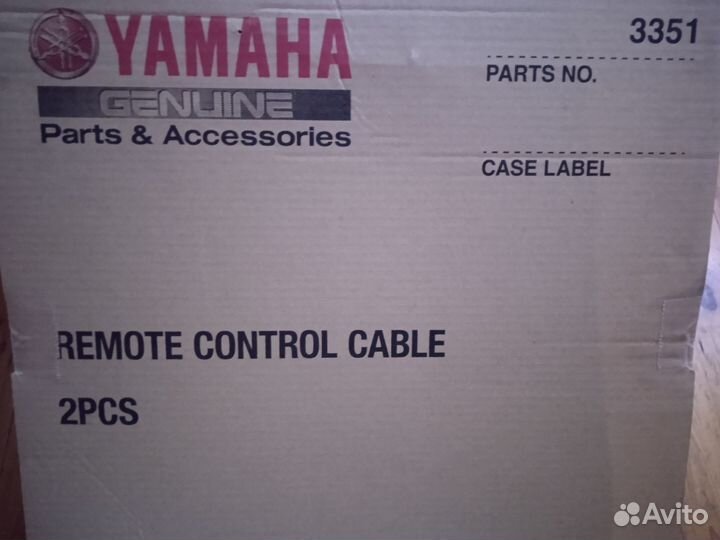 YAMAHA
GENUINE
Parts & Accessories
3351
PARTS NO.
CASE LABEL
REMOTE CONTROL CABLE
2PCS
Avito